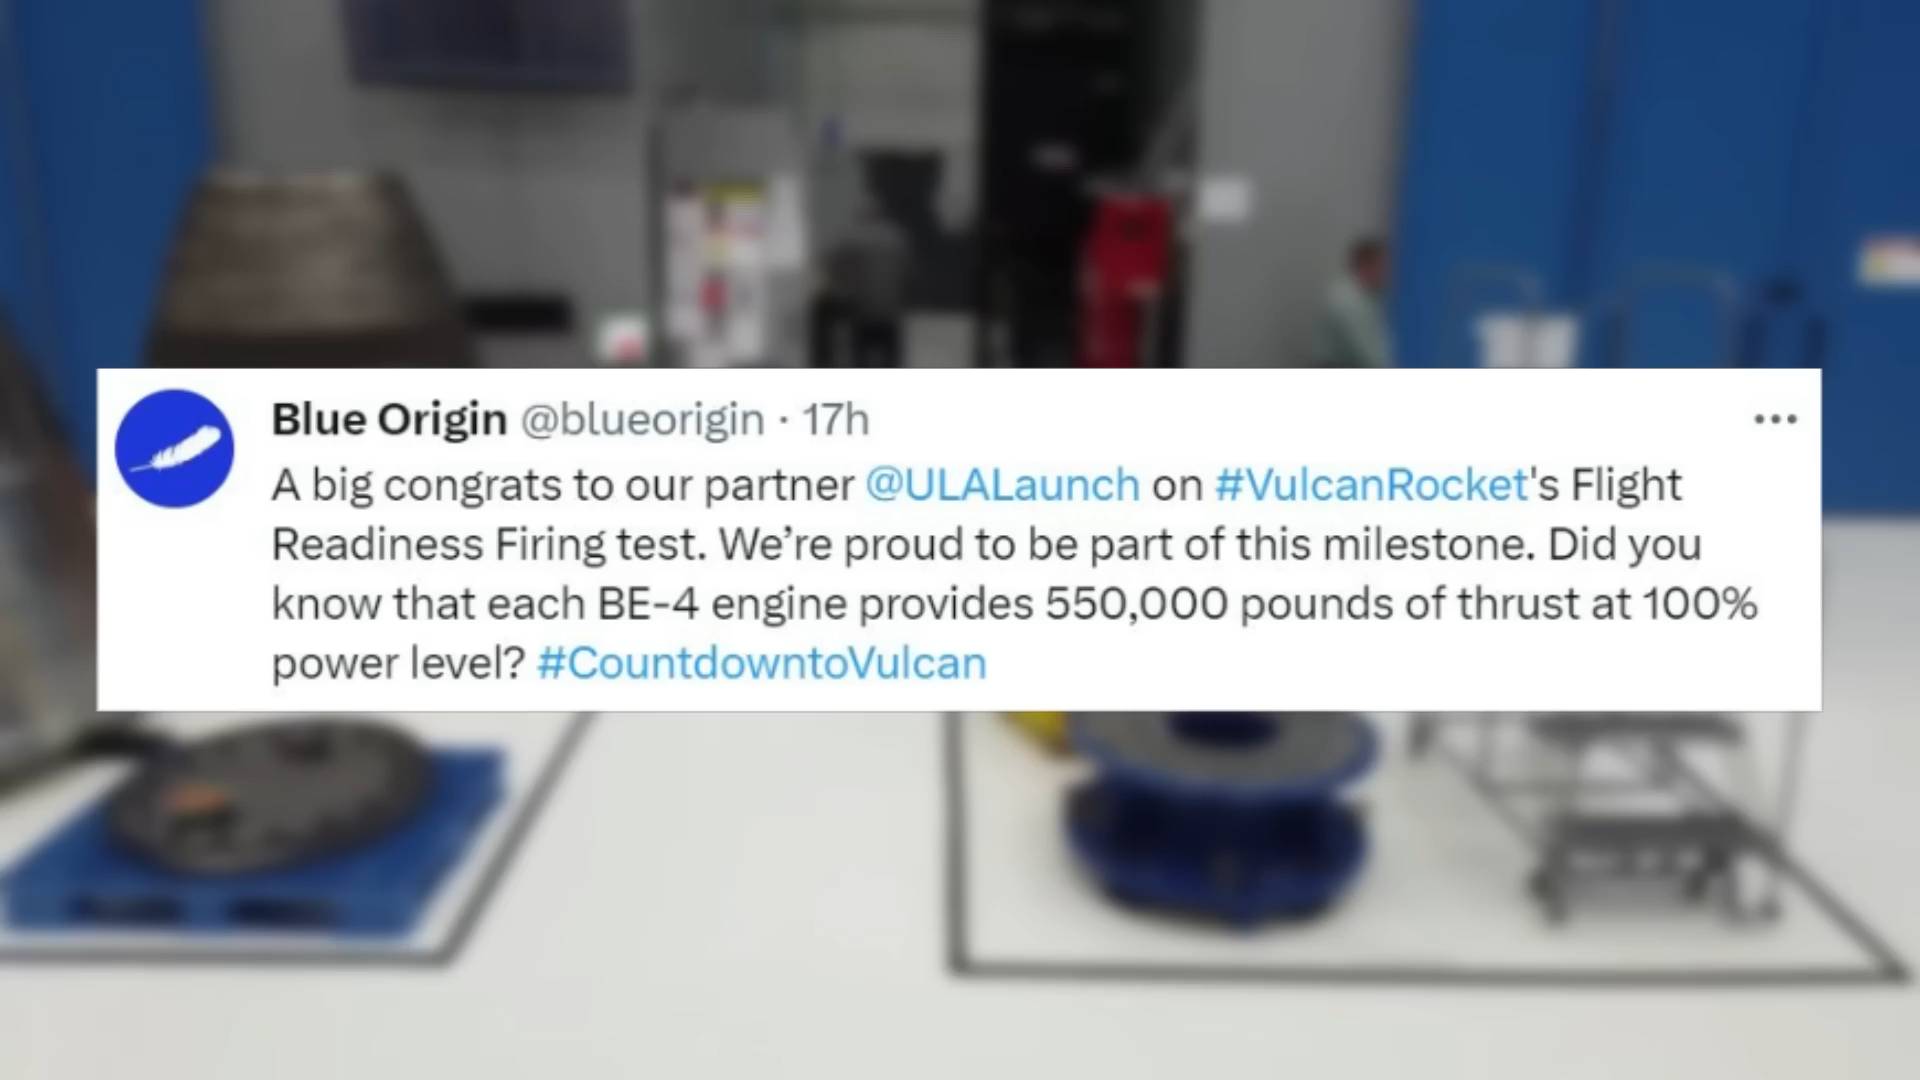 Blue Origin @blueorigin · 17h
A big congrats to our partner @ULALaunch on #VulcanRocket's Flight
Readiness Firing test. We’re proud to be part of this milestone. Did you
know that each BE-4 engine provides 550,000 pounds of thrust at 100%
power level? #CountdowntoVulcan